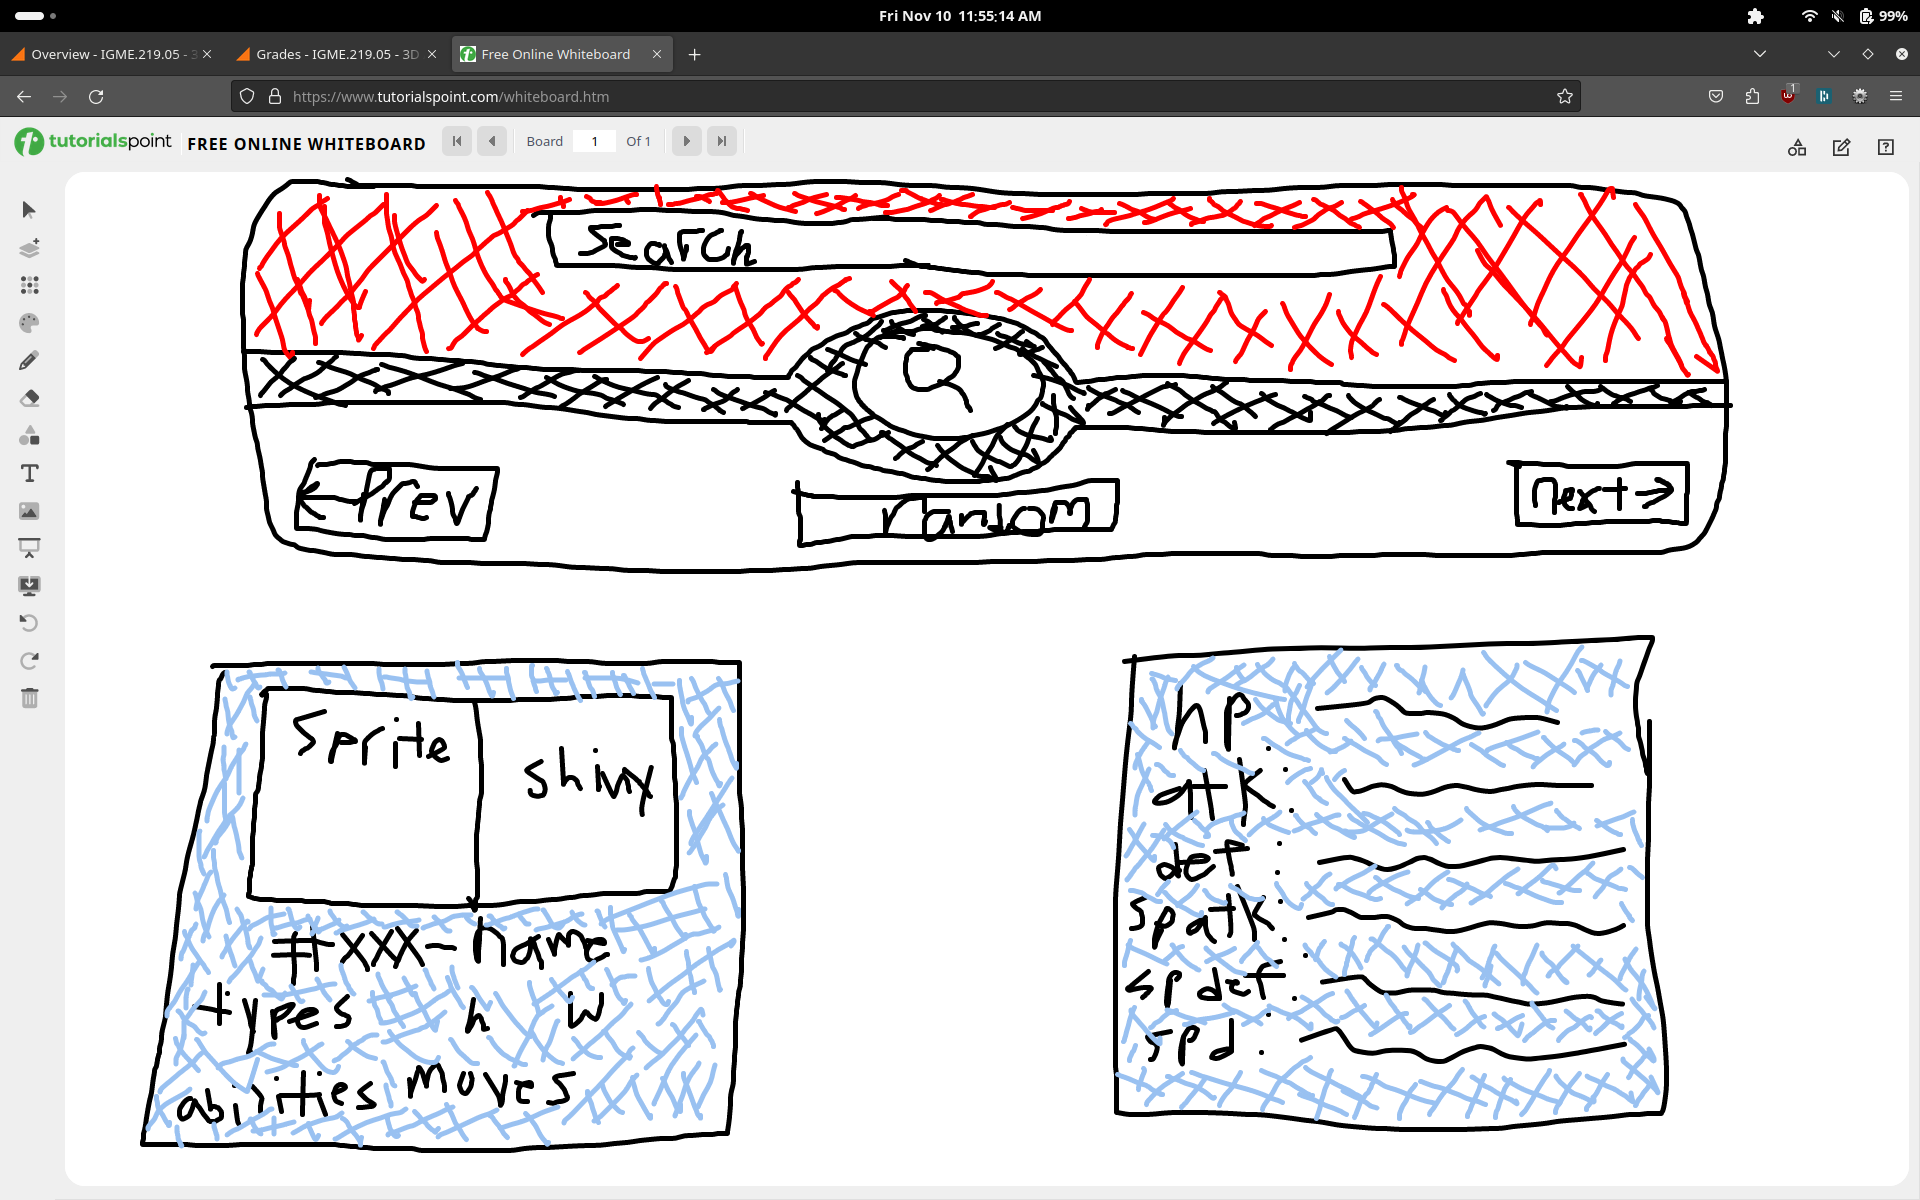 Fri Nov 10 11:55:14 AM
99%
Overview - IGME.219.05 - 3
Grades - IGME.219.05 - 3D
Free Online Whiteboard
https://www.tutorialspoint.com/whiteboard.htm
1
tutorialspoint FREE ONLINE WHITEBOARD
Board 1 Of 1
Search
← Prev
random
next →
Sprite
shiny
#xxx- name
types h w
abilities moves
hp:
atk:
def:
spatk:
spdef:
spd: